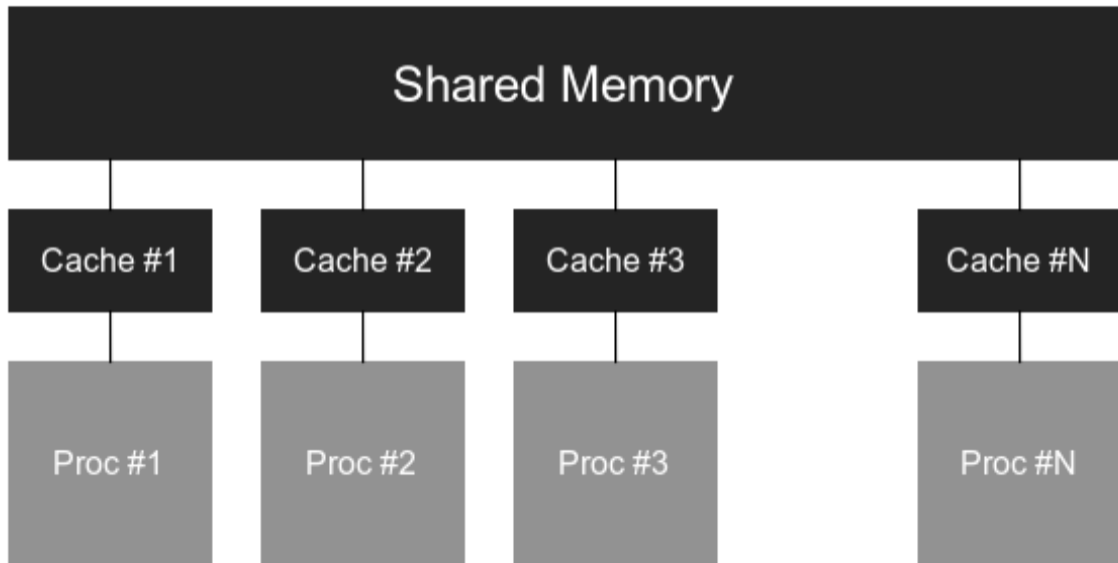 Shared Memory
Cache #1
Cache #2
Cache #3
Cache #N
Proc #1
Proc #2
Proc #3
Proc #N